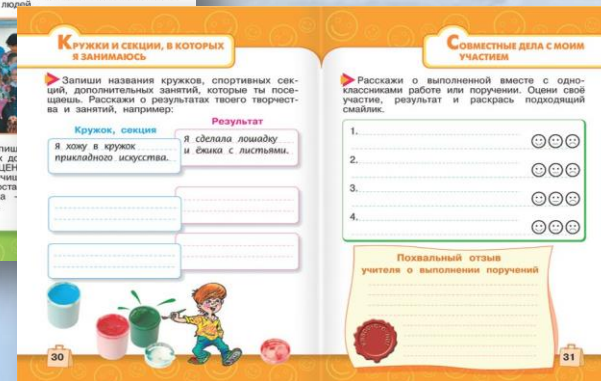 людей
КРУЖКИ И СЕКЦИИ, В КОТОРЫХ
Я ЗАНИМАЮСЬ
Запиши названия кружков, спортивных сек-
ций, дополнительных занятий, которые ты посе-
щаешь. Расскажи о результатах твоего творчест-
ва и занятий, например:
Кружок, секция
Результат
Я хожу в кружок
прикладного искусства.
Я сделала лошадку
и ёжика с листьями.
30
СОВМЕСТНЫЕ ДЕЛА С МОИМ
УЧАСТИЕМ
Расскажи о выполненной вместе с одно-
классниками работе или поручении. Оцени своё
участие, результат и раскрась подходящий
смайлик.
1.
2.
3.
4.
Похвальный отзыв
учителя о выполнении поручений
31